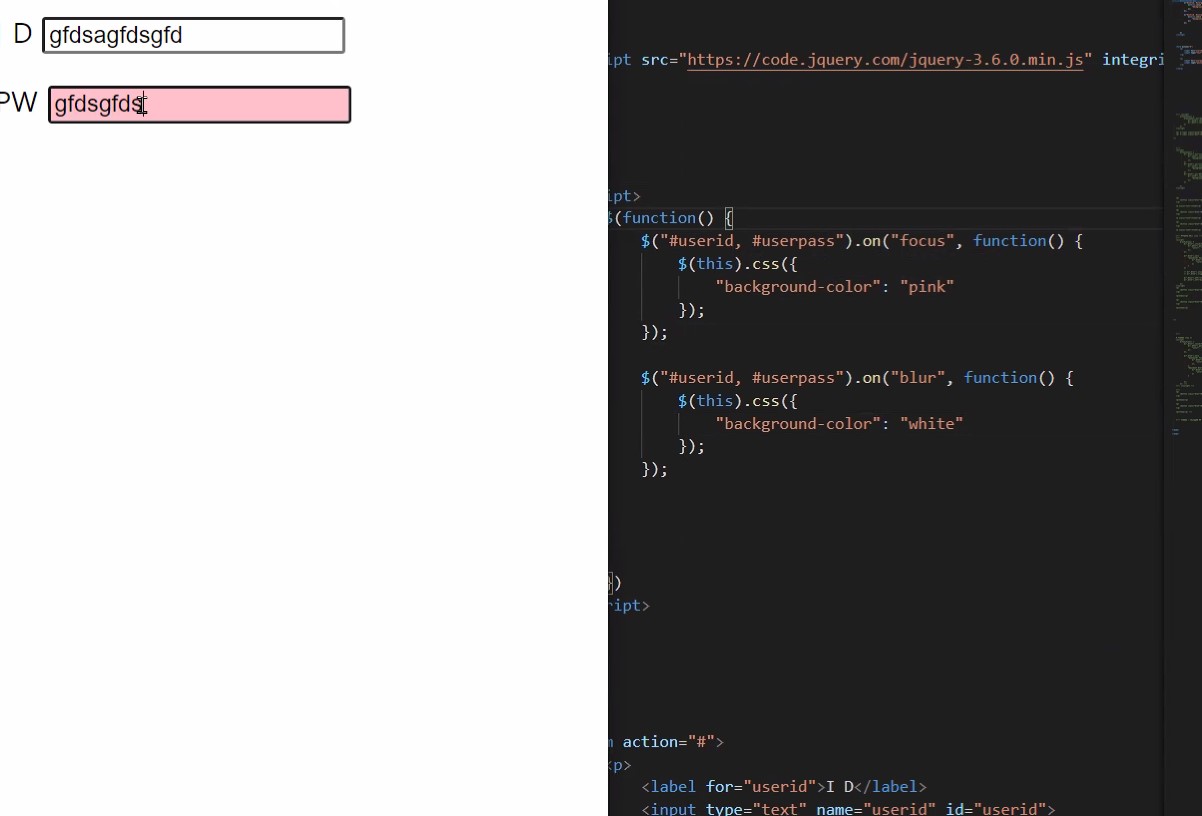 D gfdsagfdsgfd
PW gfdsgfds
ipt src="https://code.jquery.com/jquery-3.6.0.min.js" integri
ipt>
$(function() {
$("#userid, #userpass").on("focus", function() {
$(this).css({
"background-color": "pink"
});
});
$("#userid, #userpass").on("blur", function() {
$(this).css({
"background-color": "white"
});
});
})
ript>
m action="#">
<p>
<label for="userid">I D</label>
<input type="text" name="userid" id="userid">